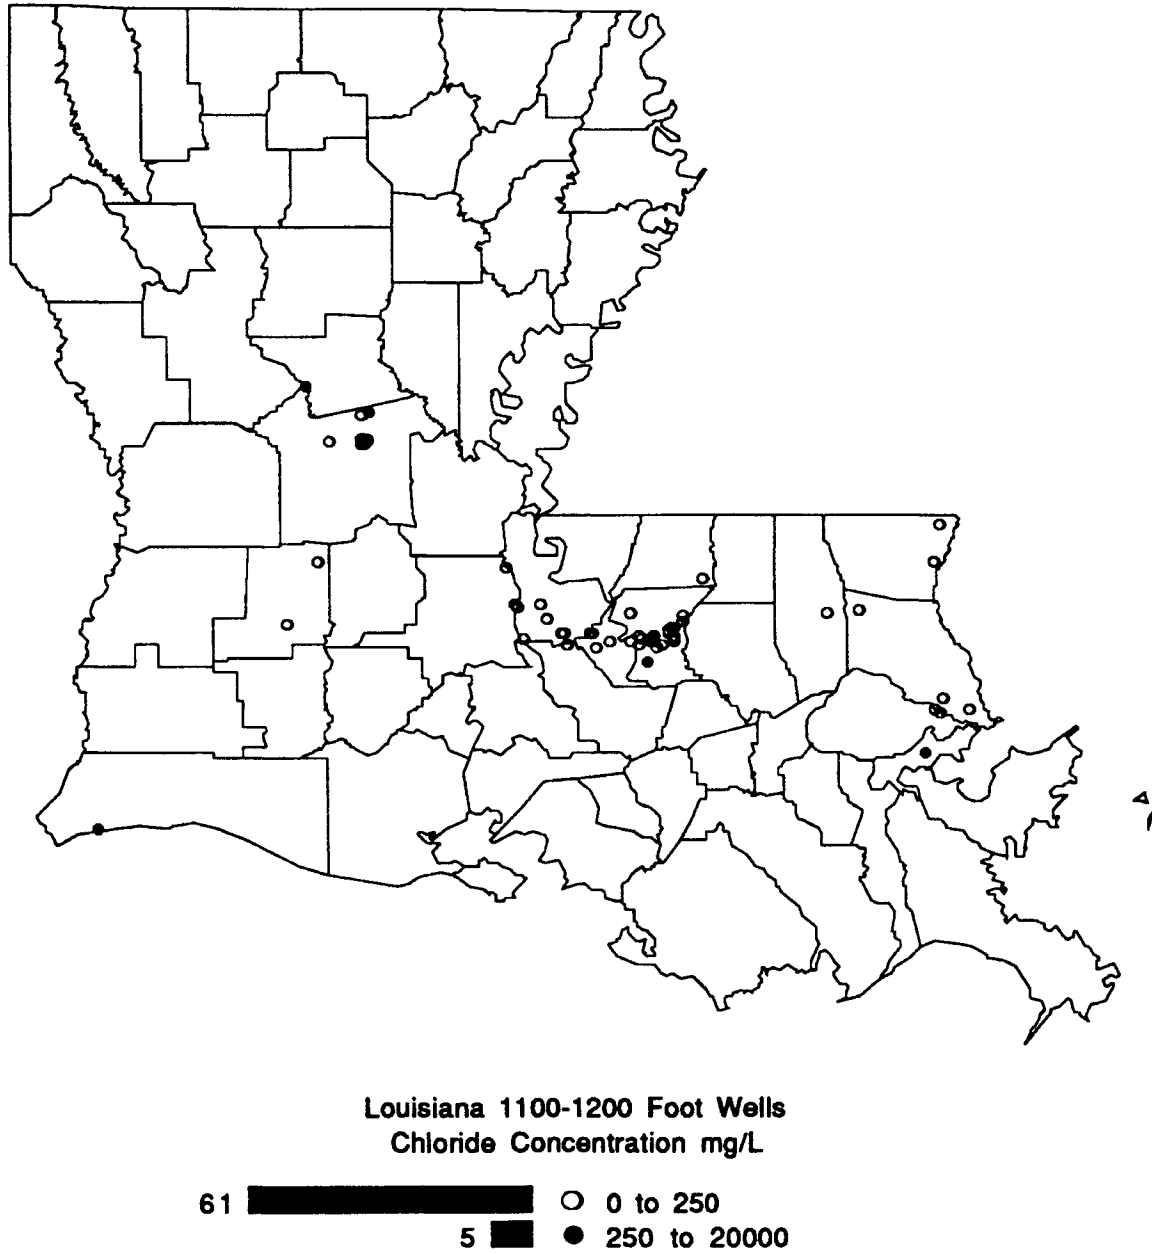 Louisiana 1100-1200 Foot Wells
Chloride Concentration mg/L
61 0 to 250
5 250 to 20000